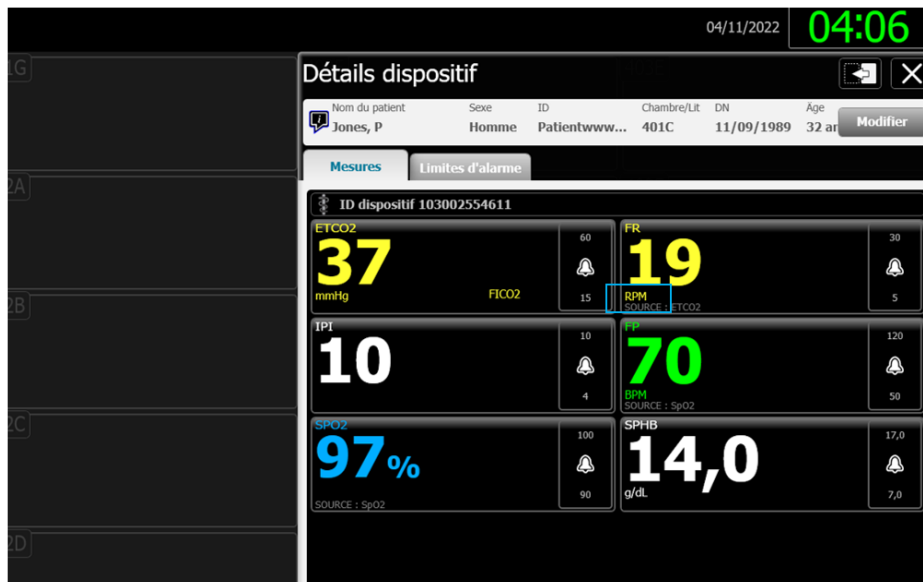 04/11/2022 04:06
1G
Détails dispositif
Nom du patient Sexe ID Chambre/Lit DN Âge
Jones, P Homme Patientwww... 401C 11/09/1989 32 ar Modifier
Mesures Limites d'alarme
2A
ID dispositif 103002554611
ETCO2 60 FR 30
37 19
mmHg FICO2 15 RPM 5
SOURCE : ETCO2
2B
IPI 10 FP 120
10 70
4 BPM 50
SOURCE : SpO2
2C
SPO2 100 SPHB 17,0
97% 14,0
90 g/dL 7,0
SOURCE : SpO2
2D